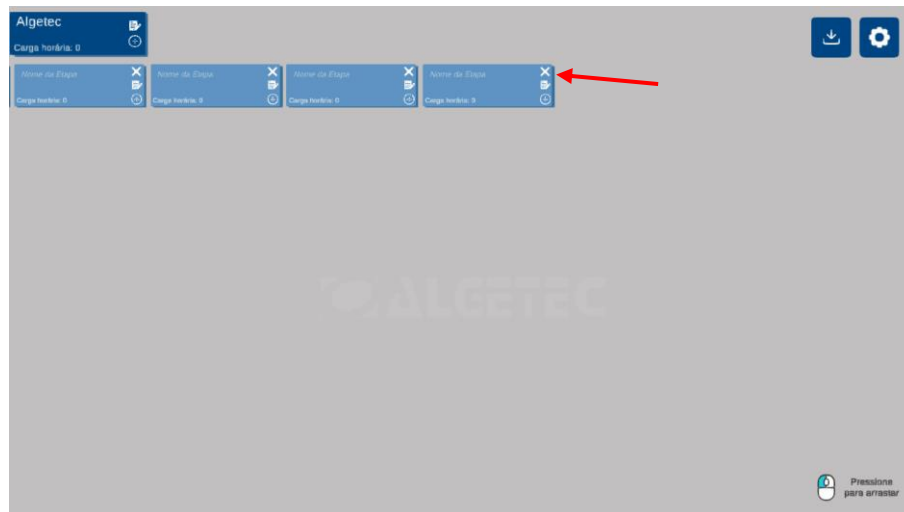 Algetec
Carga horária: 0
Nome da Etapa
Carga horária: 0
Nome da Etapa
Carga horária: 0
Nome da Etapa
Carga horária: 0
Nome da Etapa
Carga horária: 0
ALGETEC
Pressione
para arrastar